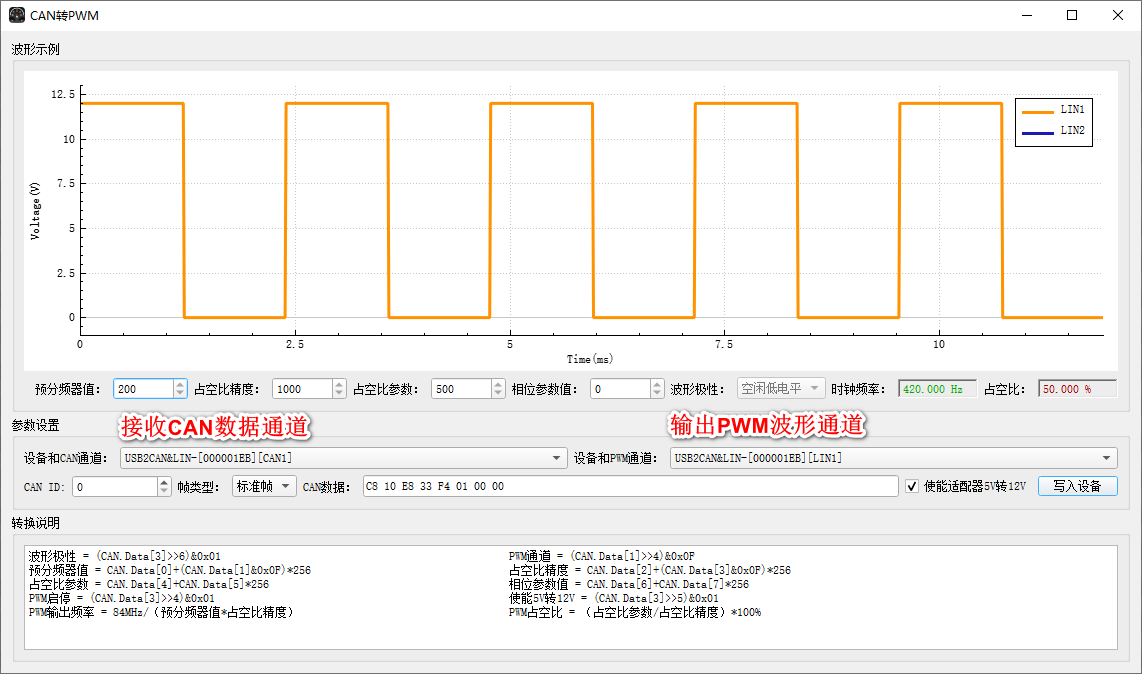 CAN转PWM
波形示例
12.5
10
7.5
5
2.5
0
Voltage(V)
0 2.5 5 7.5 10
Time(ms)
LIN1
LIN2
预分频器值: 200 占空比精度: 1000 占空比参数: 500 相位参数值: 0 波形极性: 空闲低电平 时钟频率: 420.000 Hz 占空比: 50.000 %
参数设置
接收CAN数据通道 输出PWM波形通道
设备和CAN通道: USB2CAN&LIN-[000001EB][CAN1] 设备和PWM通道: USB2CAN&LIN-[000001EB][LIN1]
CAN ID: 0 帧类型: 标准帧 CAN数据: C8 10 E8 33 F4 01 00 00 使能适配器5V转12V 写入设备
转换说明
波形极性 = (CAN.Data[3]>>6)&0x01 PWM通道 = (CAN.Data[1]>>4)&0x0F
预分频器值 = CAN.Data[0]+(CAN.Data[1]&0x0F)*256 占空比精度 = CAN.Data[2]+(CAN.Data[3]&0x0F)*256
占空比参数 = CAN.Data[4]+CAN.Data[5]*256 相位参数值 = CAN.Data[6]+CAN.Data[7]*256
PWM启停 = (CAN.Data[3]>>4)&0x01 使能5V转12V = (CAN.Data[3]>>5)&0x01
PWM输出频率 = 84MHz/（预分频器值*占空比精度） PWM占空比 = （占空比参数/占空比精度）*100%